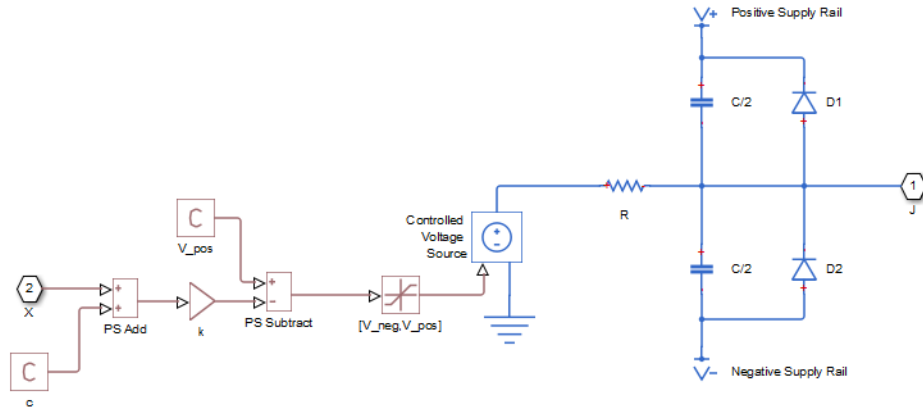 V+
Positive Supply Rail
C/2
D1
1
J
R
Controlled
Voltage
Source
C
V_pos
C/2
D2
2
X
PS Add
k
PS Subtract
[V_neg,V_pos]
C
c
V-
Negative Supply Rail